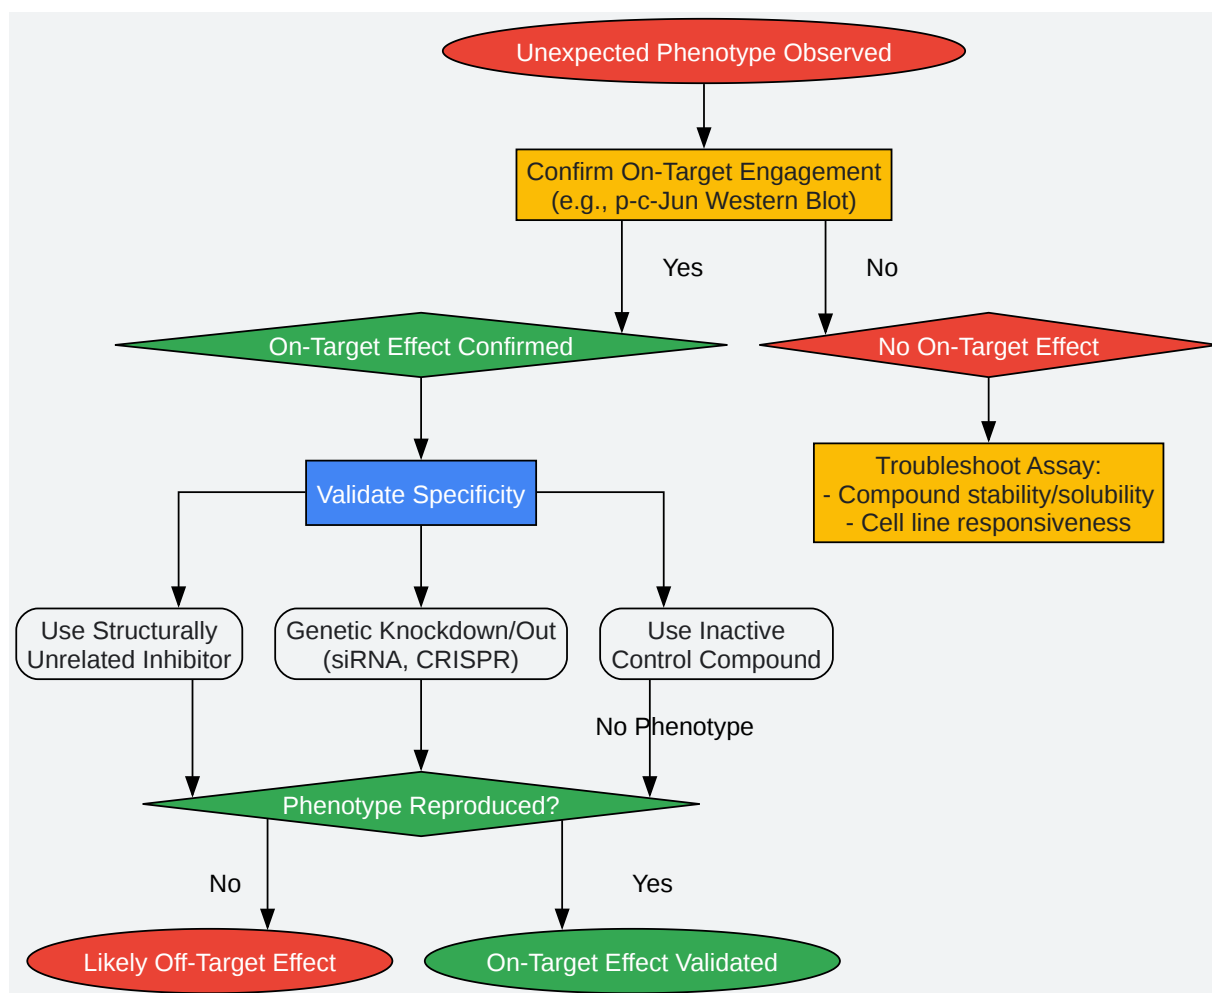 Unexpected Phenotype Observed
Confirm On-Target Engagement
(e.g., p-c-Jun Western Blot)
Yes
No
On-Target Effect Confirmed
No On-Target Effect
Troubleshoot Assay:
- Compound stability/solubility
- Cell line responsiveness
Validate Specificity
Use Structurally
Unrelated Inhibitor
Genetic Knockdown/Out
(siRNA, CRISPR)
Use Inactive
Control Compound
No Phenotype
Phenotype Reproduced?
No
Yes
Likely Off-Target Effect
On-Target Effect Validated